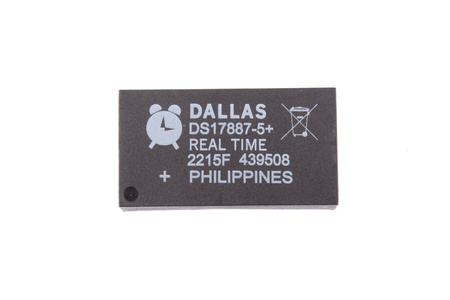 DALLAS
DS17887-5+
REAL TIME
2215F 439508
+ PHILIPPINES